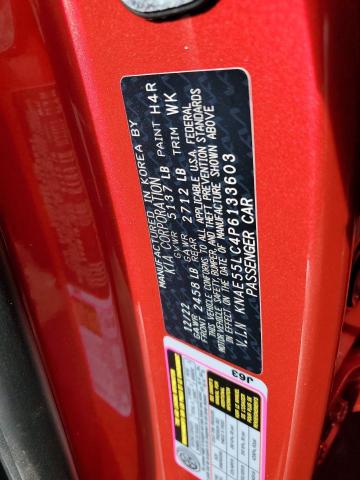 MANUFACTURED IN KOREA BY
KIA CORPORATION
GVWR 5137 LB PAINT H4R
12/22
GAWR FRONT 2458 LB GAWR REAR 2712 LB TRIM WK
THIS VEHICLE CONFORMS TO ALL APPLICABLE U.S.A. FEDERAL
MOTOR VEHICLE SAFETY, BUMPER, AND THEFT PREVENTION STANDARDS
IN EFFECT ON THE DATE OF MANUFACTURE SHOWN ABOVE
V.I.N KNAE55LC4P6133603
PASSENGER CAR
J63